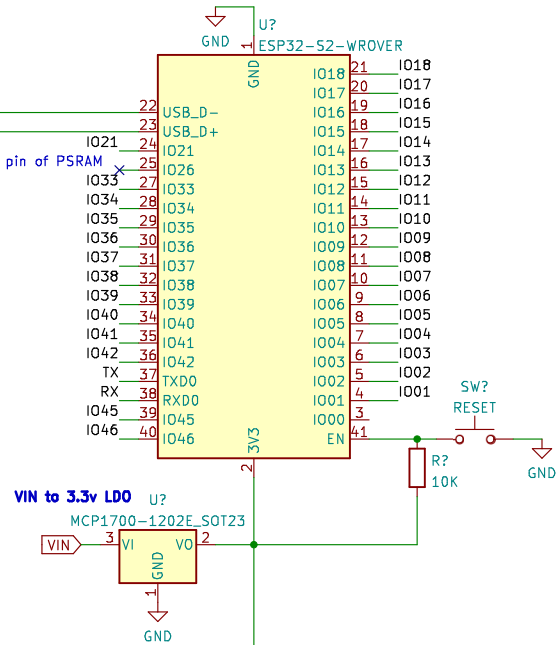 U?
GND
1
ESP32-S2-WROVER
GND
22 USB_D-
23 USB_D+
IO21 24 IO21
pin of PSRAM 25 IO26
IO33 27 IO33
IO34 28 IO34
IO35 29 IO35
IO36 30 IO36
IO37 31 IO37
IO38 32 IO38
IO39 33 IO39
IO40 34 IO40
IO41 35 IO41
IO42 36 IO42
TX 37 TXD0
RX 38 RXD0
IO45 39 IO45
IO46 40 IO46
IO18 21 IO18
IO17 20 IO17
IO16 19 IO16
IO15 18 IO15
IO14 17 IO14
IO13 16 IO13
IO12 15 IO12
IO11 14 IO11
IO10 13 IO10
IO09 12 IO09
IO08 11 IO08
IO07 10 IO07
IO06 9 IO06
IO05 8 IO05
IO04 7 IO04
IO03 6 IO03
IO02 5 IO02
IO01 4 IO01
IO00 3
EN 41
3V3
2
SW?
RESET
GND
R?
10K
VIN to 3.3v LDO
U?
MCP1700-1202E_SOT23
VIN 3 VI VO 2
GND
1
GND